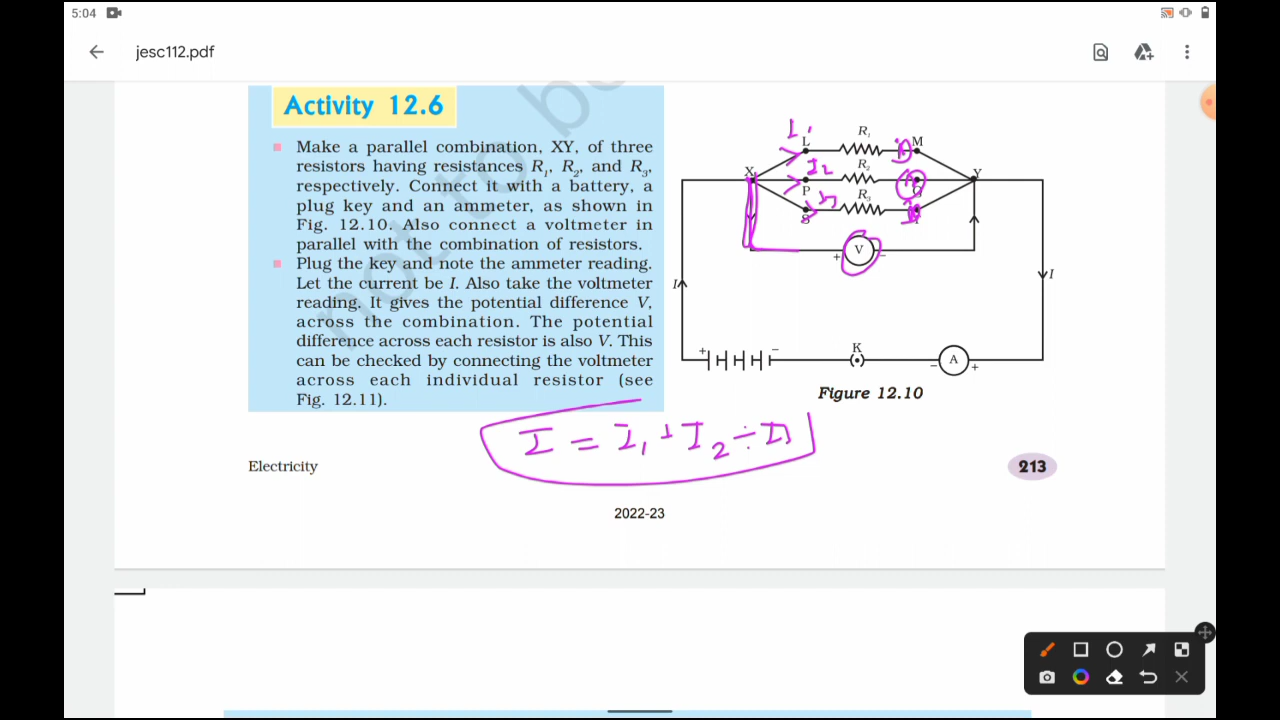 5:04
jesc112.pdf
Activity 12.6
Make a parallel combination, XY, of three
resistors having resistances R₁, R₂, and R₃,
respectively. Connect it with a battery, a
plug key and an ammeter, as shown in
Fig. 12.10. Also connect a voltmeter in
parallel with the combination of resistors.
Plug the key and note the ammeter reading.
Let the current be I. Also take the voltmeter
reading. It gives the potential difference V,
across the combination. The potential
difference across each resistor is also V. This
can be checked by connecting the voltmeter
across each individual resistor (see
Fig. 12.11).
not to be
I₁
L R₁ M
X I₂ R₂ Y
P
R₃
S
+ V −
I I
+ − K − A +
Figure 12.10
I = I₁ + I₂ ÷ I₃
Electricity
213
2022-23